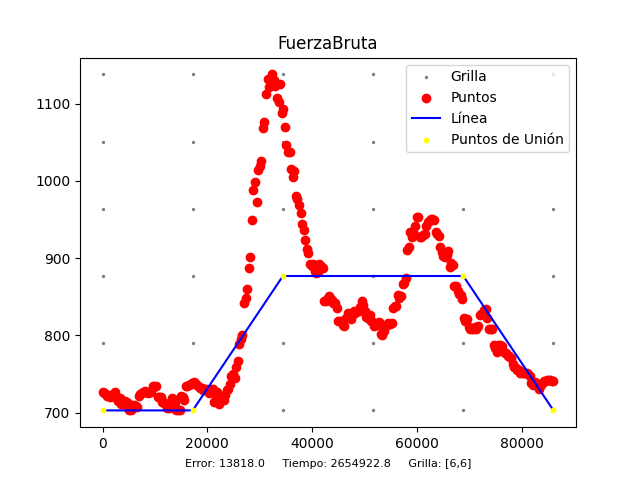 FuerzaBruta
Grilla
Puntos
Línea
Puntos de Unión
1100
1000
900
800
700
0 20000 40000 60000 80000
Error: 13818.0 Tiempo: 2654922.8 Grilla: [6,6]